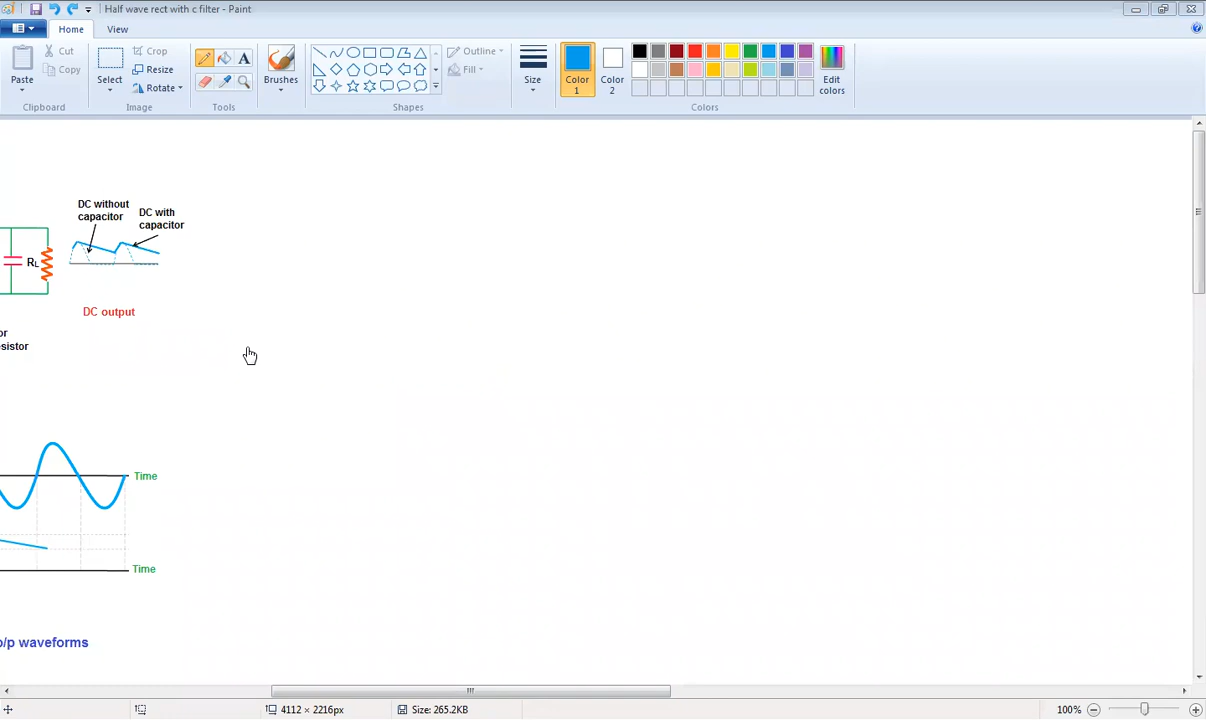 Half wave rect with c filter - Paint
Home View
Paste
Cut
Copy
Clipboard
Select
Crop
Resize
Rotate
Image
A
Tools
Brushes
Outline
Fill
Shapes
Size
Color
1
Color
2
Edit
colors
Colors
DC without
capacitor
DC with
capacitor
RL
DC output
or
esistor
Time
Time
o/p waveforms
4112 × 2216px
Size: 265.2KB
100%